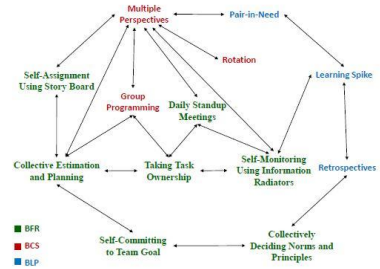 Multiple
Perspectives
Pair-in-Need
Rotation
Self-Assignment
Using Story Board
Learning Spike
Group
Programming
Daily Standup
Meetings
Collective Estimation
and Planning
Taking Task
Ownership
Self-Monitoring
Using Information
Radiators
Retrospectives
BFR
BCS
BLP
Self-Committing
to Team Goal
Collectively
Deciding Norms and
Principles